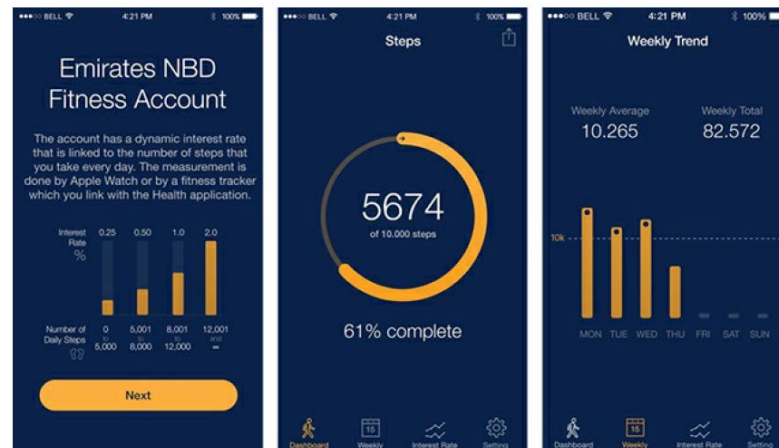 BELL 4:21 PM 100%
Emirates NBD
Fitness Account
The account has a dynamic interest rate
that is linked to the number of steps that
you take every day. The measurement is
done by Apple Watch or by a fitness tracker
which you link with the Health application.
Interest 0.25 0.50 1.0 2.0
Rate
%
Number of 0 5,001 8,001 12,001
Daily Steps to to to and
5,000 8,000 12,000 ∞
Next
BELL 4:21 PM 100%
Steps
5674
of 10.000 steps
61% complete
Dashboard Weekly Interest Rate Setting
BELL 4:21 PM 100%
Weekly Trend
Weekly Average Weekly Total
10.265 82.572
10k
MON TUE WED THU FRI SAT SUN
15
Dashboard Weekly Interest Rate Setting